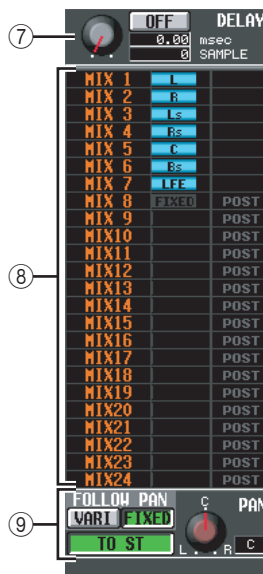 ⑦ OFF DELAY
0.00 msec
0 SAMPLE
⑧
MIX 1 L
MIX 2 R
MIX 3 Ls
MIX 4 Rs
MIX 5 C
MIX 6 Bs
MIX 7 LFE
MIX 8 FIXED POST
MIX 9 POST
MIX10 POST
MIX11 POST
MIX12 POST
MIX13 POST
MIX14 POST
MIX15 POST
MIX16 POST
MIX17 POST
MIX18 POST
MIX19 POST
MIX20 POST
MIX21 POST
MIX22 POST
MIX23 POST
MIX24 POST
⑨ FOLLOW PAN C PAN
VARI FIXED
TO ST L R C